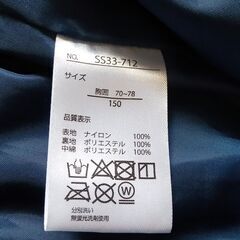 NO. SS33-712
サイズ
胸囲 70~78
150
品質表示
表地 ナイロン 100%
裏地 ポリエステル 100%
中綿 ポリエステル 100%
分別洗い
無蛍光洗剤使用